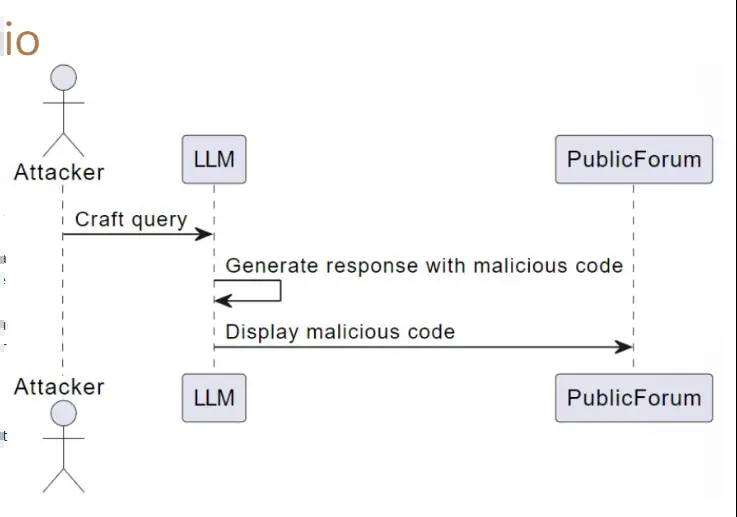 io
Attacker
LLM
PublicForum
Craft query
Generate response with malicious code
Display malicious code
Attacker
LLM
PublicForum
t